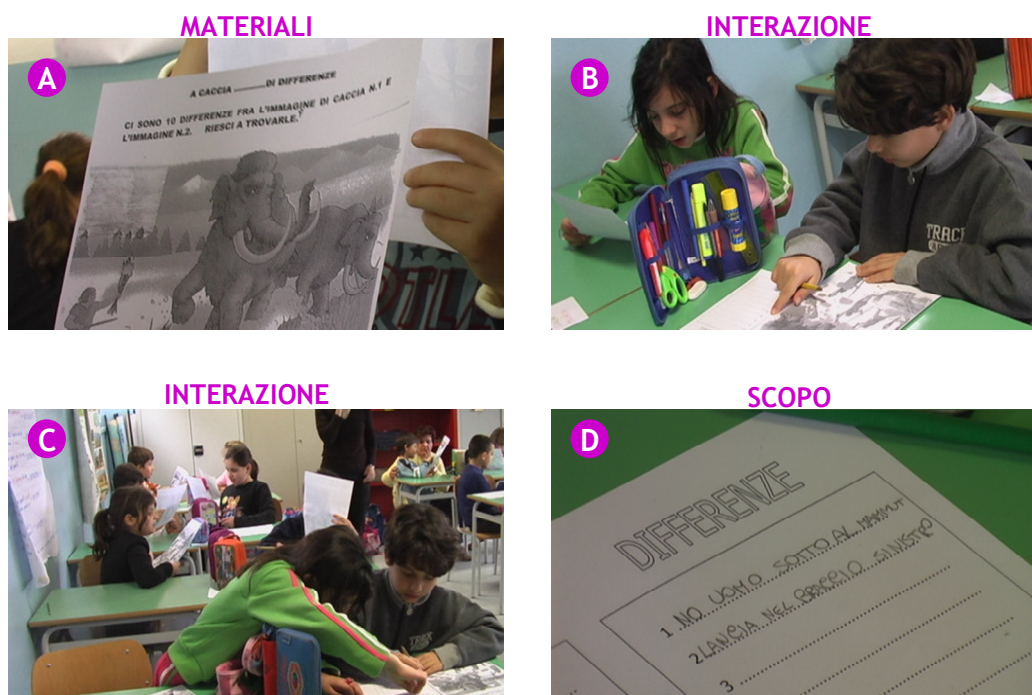 MATERIALI
INTERAZIONE
A
B
A CACCIA ............DI DIFFERENZE
CI SONO 10 DIFFERENZE FRA L'IMMAGINE DI CACCIA N.1 E
L'IMMAGINE N.2. RIESCI A TROVARLE?
TRACE
INTERAZIONE
SCOPO
C
D
DIFFERENZE
1 NO UOMO SOTTO AL MAMMUT
2 LANCIA NEL BRACCIO SINISTRO
3